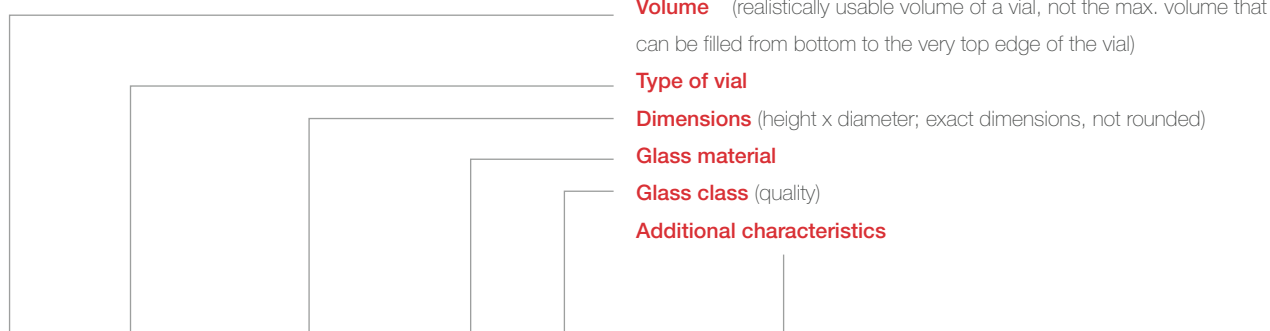 Volume (realistically usable volume of a vial, not the max. volume that
can be filled from bottom to the very top edge of the vial)
Type of vial
Dimensions (height x diameter; exact dimensions, not rounded)
Glass material
Glass class (quality)
Additional characteristics